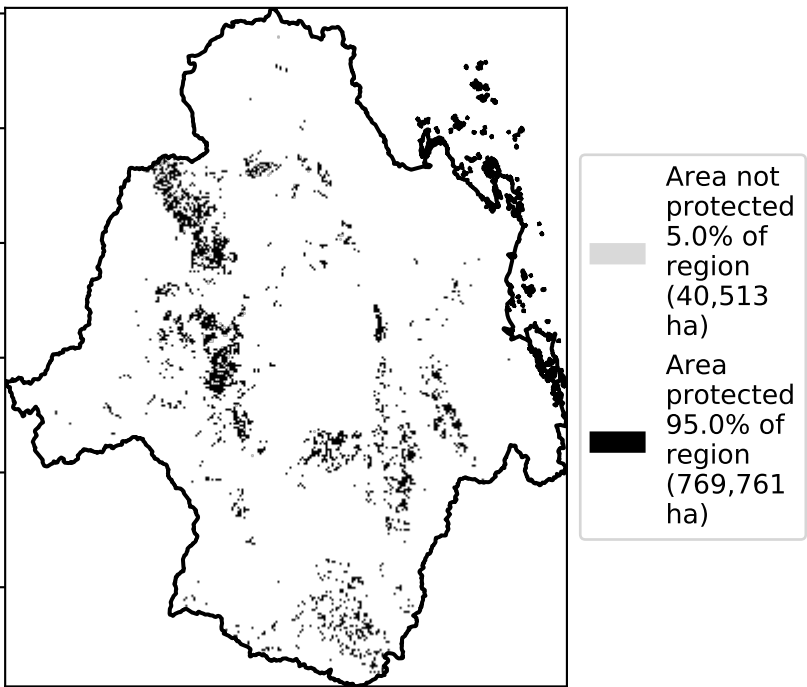 Area not
protected
5.0% of
region
(40,513
ha)
Area
protected
95.0% of
region
(769,761
ha)